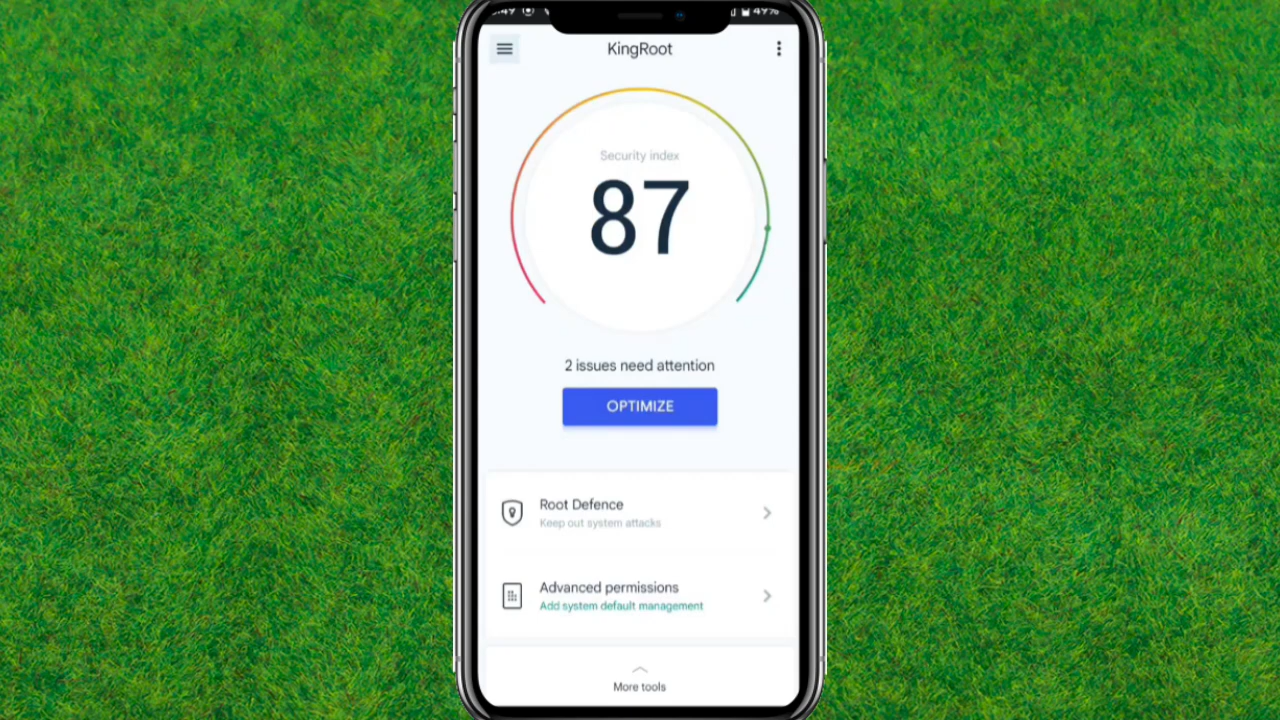 49%
KingRoot
Security index
87
2 issues need attention
OPTIMIZE
Root Defence
Keep out system attacks
Advanced permissions
Add system default management
More tools